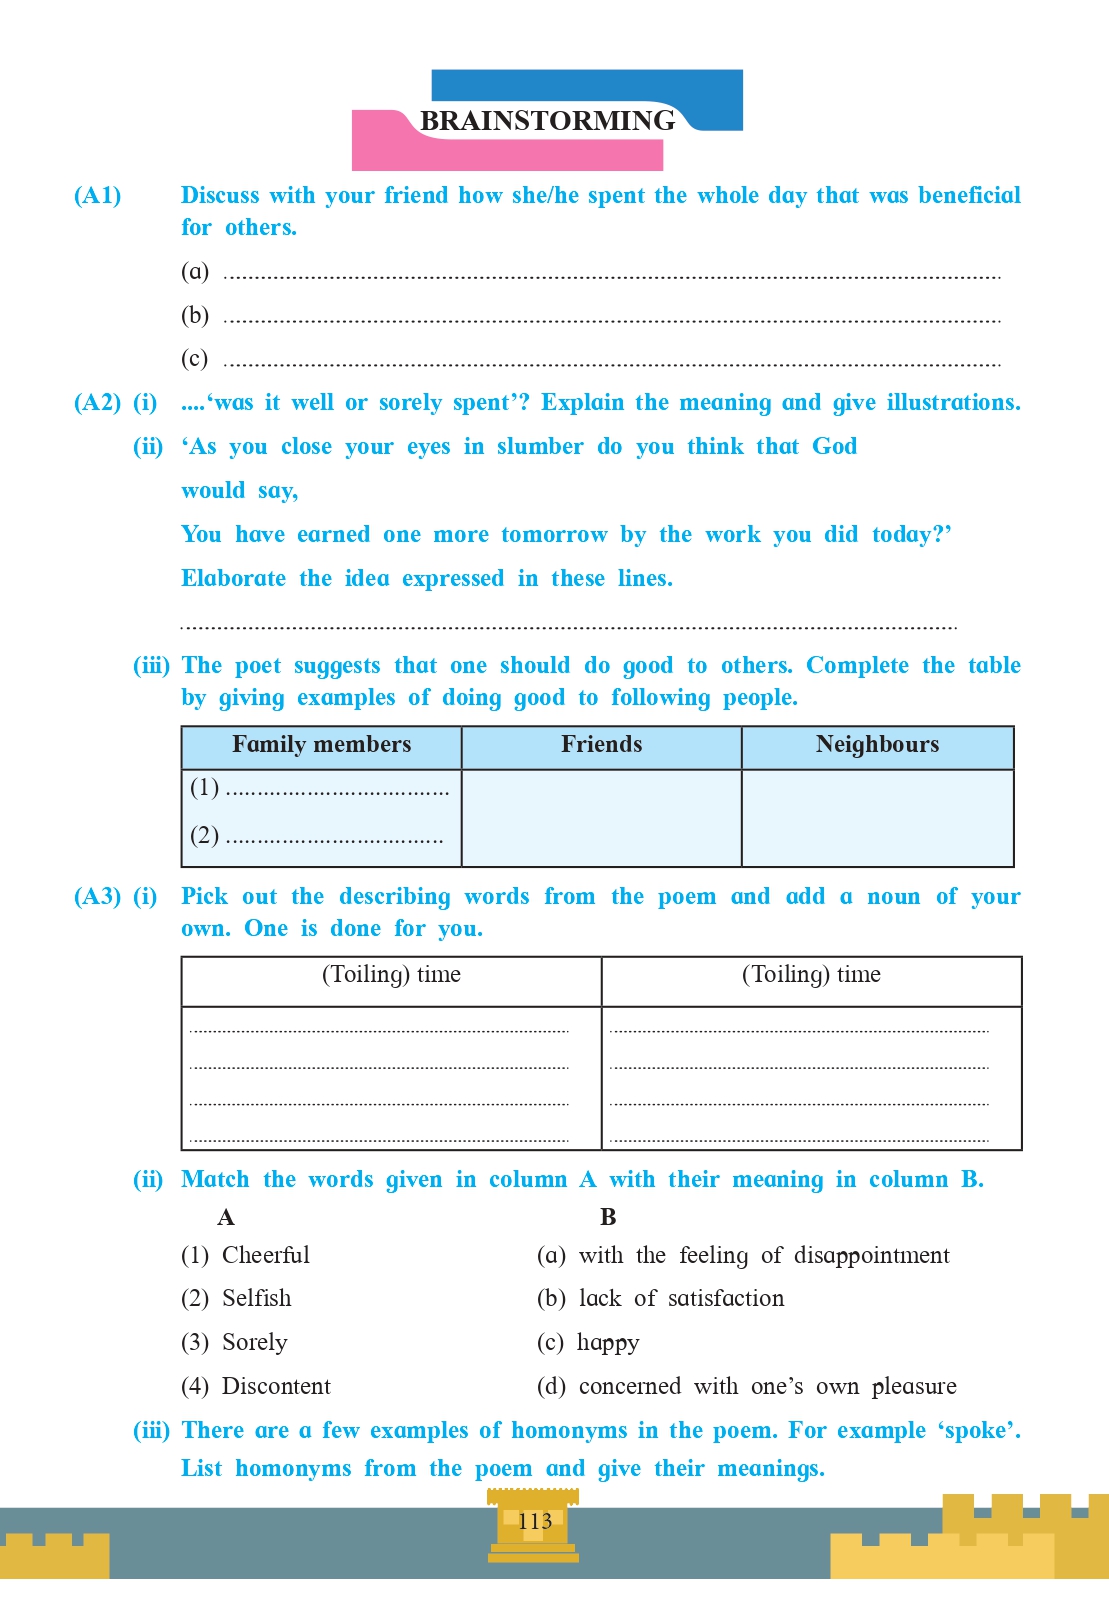 BRAINSTORMING
(A1) Discuss with your friend how she/he spent the whole day that was beneficial
for others.
(a) ..............................................................
(b) ..............................................................
(c) ..............................................................
(A2) (i) ....‘was it well or sorely spent’? Explain the meaning and give illustrations.
(ii) ‘As you close your eyes in slumber do you think that God
would say,
You have earned one more tomorrow by the work you did today?’
Elaborate the idea expressed in these lines.
..............................................................
(iii) The poet suggests that one should do good to others. Complete the table
by giving examples of doing good to following people.
Family members Friends Neighbours
(1) ....................................
(2) ...................................
(A3) (i) Pick out the describing words from the poem and add a noun of your
own. One is done for you.
(Toiling) time (Toiling) time
.............................. ..............................
.............................. ..............................
.............................. ..............................
.............................. ..............................
(ii) Match the words given in column A with their meaning in column B.
A B
(1) Cheerful (a) with the feeling of disappointment
(2) Selfish (b) lack of satisfaction
(3) Sorely (c) happy
(4) Discontent (d) concerned with one’s own pleasure
(iii) There are a few examples of homonyms in the poem. For example ‘spoke’.
List homonyms from the poem and give their meanings.
113